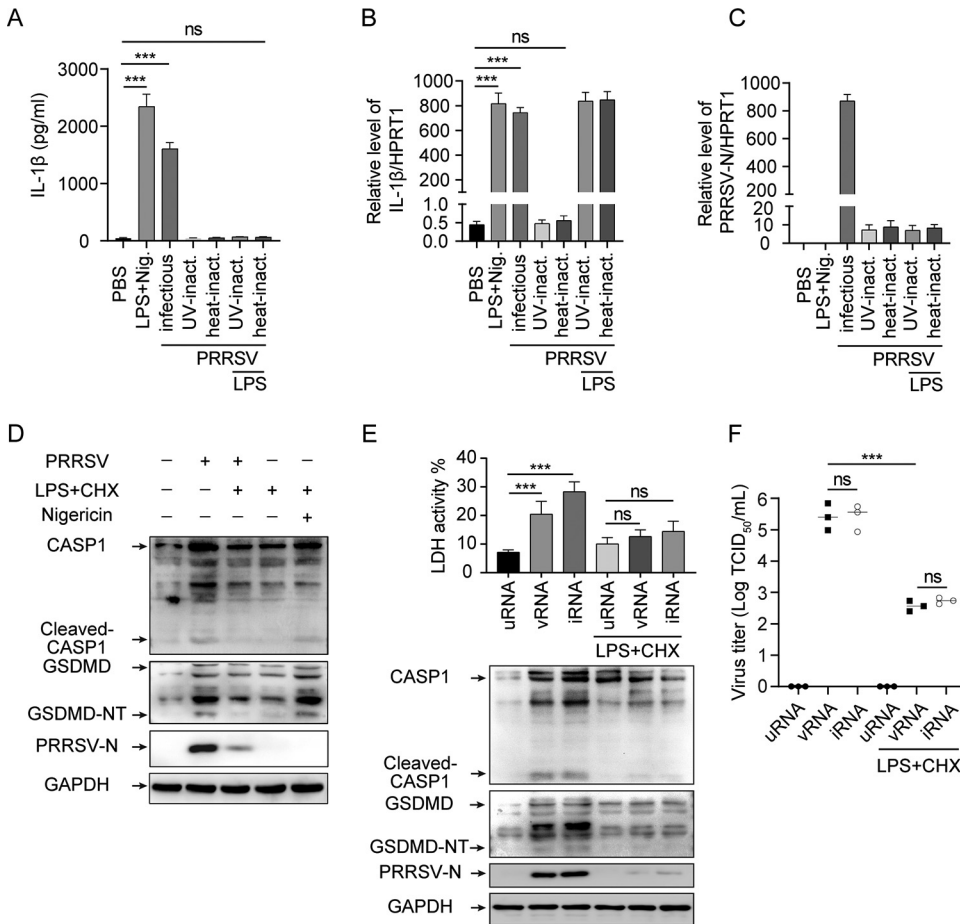 A
ns
***
***
3000
2000
1000
0
IL-1β (pg/ml)
PBS
LPS+Nig.
infectious
UV-inact.
heat-inact.
UV-inact.
heat-inact.
PRRSV
LPS
B
ns
***
***
1000
800
600
400
200
1.0
0.5
0.0
Relative level of
IL-1β/HPRT1
PBS
LPS+Nig.
infectious
UV-inact.
heat-inact.
UV-inact.
heat-inact.
PRRSV
LPS
C
1000
800
600
400
200
20
10
0
Relative level of
PRRSV-N/HPRT1
PBS
LPS+Nig.
infectious
UV-inact.
heat-inact.
UV-inact.
heat-inact.
PRRSV
LPS
D
PRRSV − + + − −
LPS+CHX − − + + +
Nigericin − − − − +
CASP1
Cleaved-
CASP1
GSDMD
GSDMD-NT
PRRSV-N
GAPDH
E
40
30
20
10
0
LDH activity %
***
***
ns
ns
uRNA
vRNA
iRNA
uRNA
vRNA
iRNA
LPS+CHX
CASP1
Cleaved-
CASP1
GSDMD
GSDMD-NT
PRRSV-N
GAPDH
F
***
ns
ns
6
5
4
3
2
1
0
Virus titer (Log TCID50/mL)
uRNA
vRNA
iRNA
uRNA
vRNA
iRNA
LPS+CHX